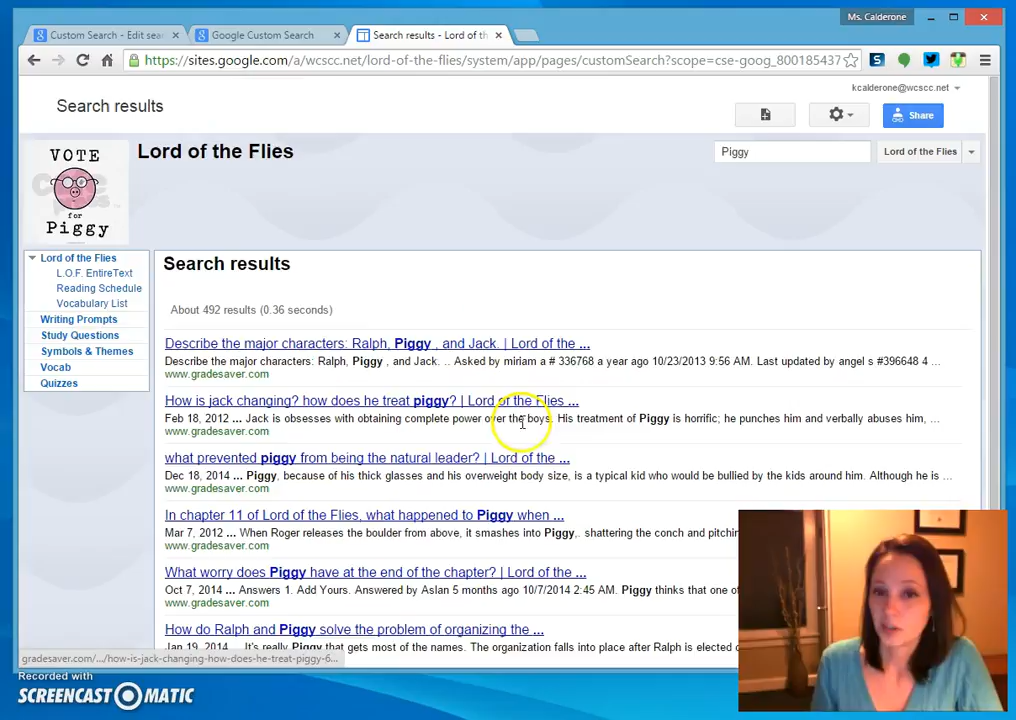 Ms. Calderone
Custom Search - Edit sea
Google Custom Search
Search results - Lord of th
https://sites.google.com/a/wcscc.net/lord-of-the-flies/system/app/pages/customSearch?scope=cse-goog_800185437
kcalderone@wcscc.net
Search results
Share
VOTE
for
Piggy
Lord of the Flies
Piggy
Lord of the Flies
Lord of the Flies
L.O.F. EntireText
Reading Schedule
Vocabulary List
Writing Prompts
Study Questions
Symbols & Themes
Vocab
Quizzes
Search results
About 492 results (0.36 seconds)
Describe the major characters: Ralph, Piggy , and Jack. | Lord of the ...
Describe the major characters: Ralph, Piggy , and Jack. .. Asked by miriam a # 336768 a year ago 10/23/2013 9:56 AM. Last updated by angel s #396648 4 ...
www.gradesaver.com
How is jack changing? how does he treat piggy? | Lord of the Flies ...
Feb 18, 2012 ... Jack is obsesses with obtaining complete power over the boys. His treatment of Piggy is horrific; he punches him and verbally abuses him, ...
www.gradesaver.com
what prevented piggy from being the natural leader? | Lord of the ...
Dec 18, 2014 ... Piggy, because of his thick glasses and his overweight body size, is a typical kid who would be bullied by the kids around him. Although he is ...
www.gradesaver.com
In chapter 11 of Lord of the Flies, what happened to Piggy when ...
Mar 7, 2012 ... When Roger releases the boulder from above, it smashes into Piggy,. shattering the conch and pitchin
www.gradesaver.com
What worry does Piggy have at the end of the chapter? | Lord of the ...
Oct 7, 2014 ... Answers 1. Add Yours. Answered by Aslan 5 months ago 10/7/2014 2:45 AM. Piggy thinks that one of
www.gradesaver.com
How do Ralph and Piggy solve the problem of organizing the ...
Jan 19, 2014 ... It's really Piggy that gets most of the names. The organization falls into place after Ralph is elected
gradesaver.com/.../how-is-jack-changing-how-does-he-treat-piggy-6...
Recorded with
SCREENCAST O MATIC